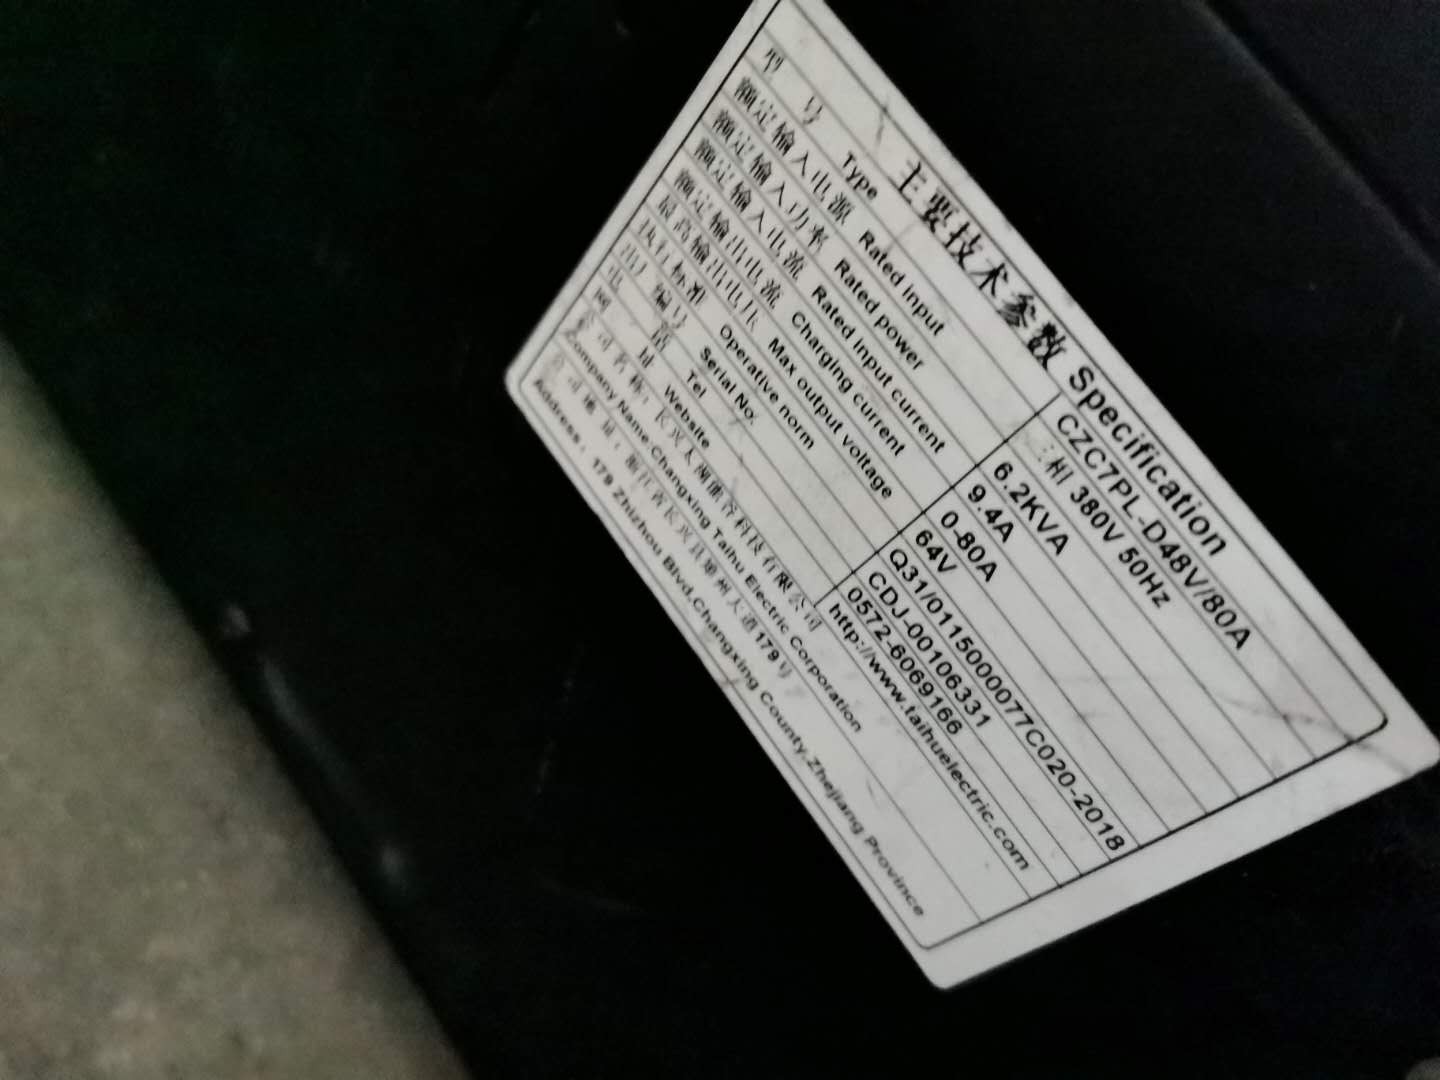 主要技术参数 Specification
型 号 Type CZC7PL-D48V/80A
额定输入电源 Rated Input 三相 380V 50Hz
额定输入功率 Rated power 6.2KVA
额定输入电流 Rated Input current 9.4A
额定输出电流 Charging current 0-80A
最高输出电压 Max output voltage 64V
执行标准 Operative norm Q31/0115000077C020-2018
出厂编号 Serial No. CDJ-00106331
电 话 Tel 0572-6069166
网 址 Website http://www.taihuelectric.com
公司名称：长兴太湖能谷科技有限公司
Company Name:Changxing Taihu Electric Corporation
公司地址：浙江省长兴县郑州大道179号
Address：179 Zhizhou Blvd,Changxing County,Zhejiang Province